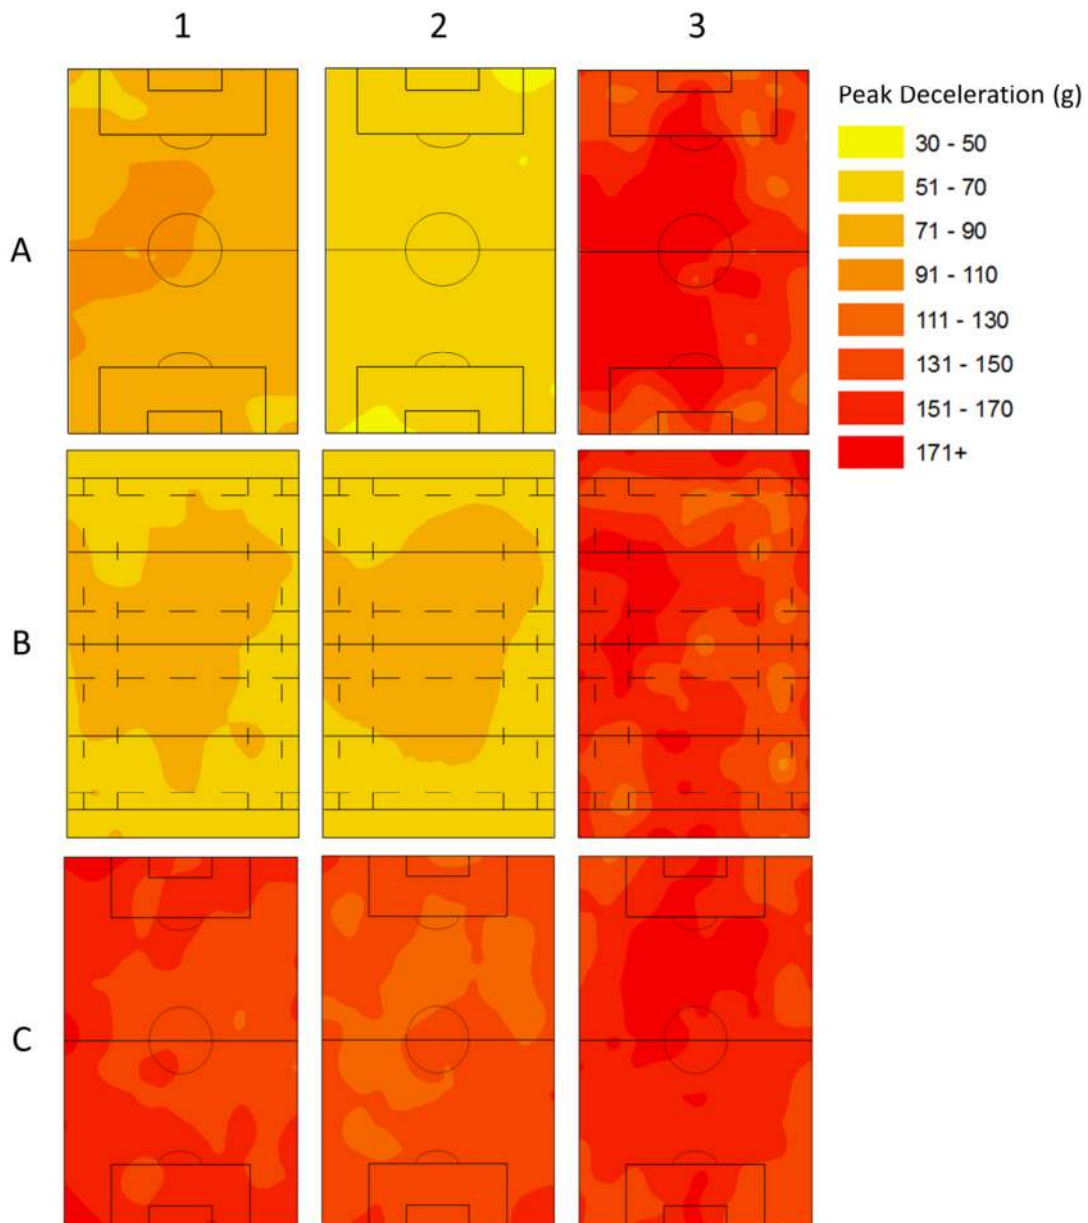 1 2 3
Peak Deceleration (g)
30 - 50
51 - 70
71 - 90
A
91 - 110
111 - 130
131 - 150
151 - 170
171+
B
C